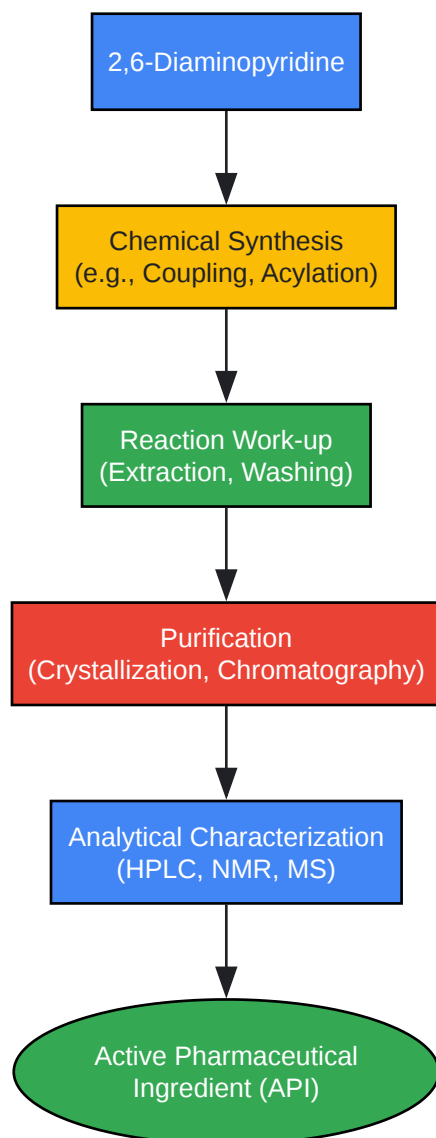 2,6-Diaminopyridine
Chemical Synthesis
(e.g., Coupling, Acylation)
Reaction Work-up
(Extraction, Washing)
Purification
(Crystallization, Chromatography)
Analytical Characterization
(HPLC, NMR, MS)
Active Pharmaceutical
Ingredient (API)